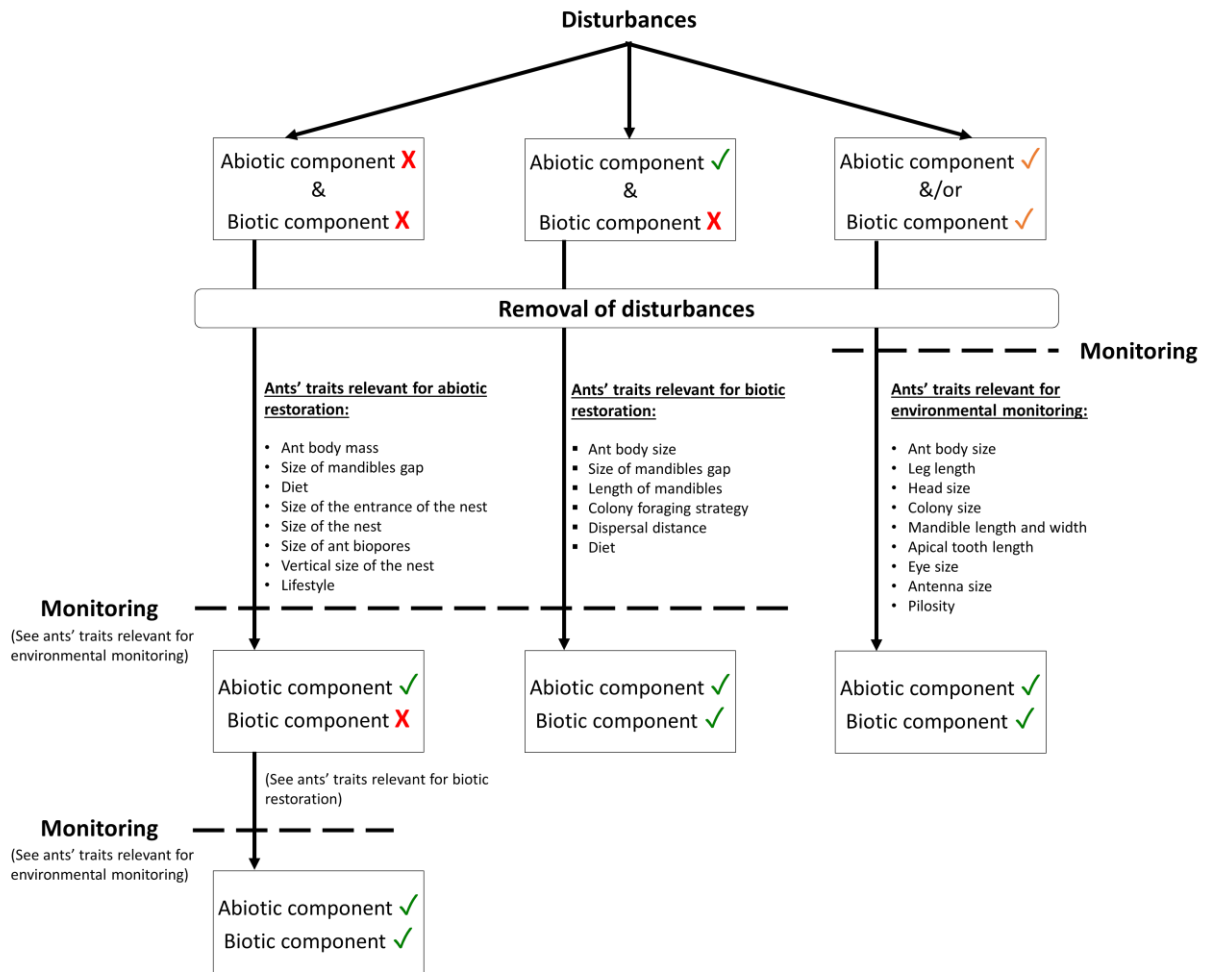 Disturbances
Abiotic component X
&
Biotic component X
Abiotic component ✓
&
Biotic component X
Abiotic component ✓
&/or
Biotic component ✓
Removal of disturbances
Monitoring
Ants' traits relevant for abiotic
restoration:
• Ant body mass
• Size of mandibles gap
• Diet
• Size of the entrance of the nest
• Size of the nest
• Size of ant biopores
• Vertical size of the nest
• Lifestyle
Ants' traits relevant for biotic
restoration:
▪ Ant body size
▪ Size of mandibles gap
▪ Length of mandibles
▪ Colony foraging strategy
▪ Dispersal distance
▪ Diet
Ants' traits relevant for
environmental monitoring:
• Ant body size
• Leg length
• Head size
• Colony size
• Mandible length and width
• Apical tooth length
• Eye size
• Antenna size
• Pilosity
Monitoring
(See ants' traits relevant for
environmental monitoring)
Abiotic component ✓
Biotic component X
Abiotic component ✓
Biotic component ✓
Abiotic component ✓
Biotic component ✓
(See ants' traits relevant for biotic
restoration)
Monitoring
(See ants' traits relevant for
environmental monitoring)
Abiotic component ✓
Biotic component ✓